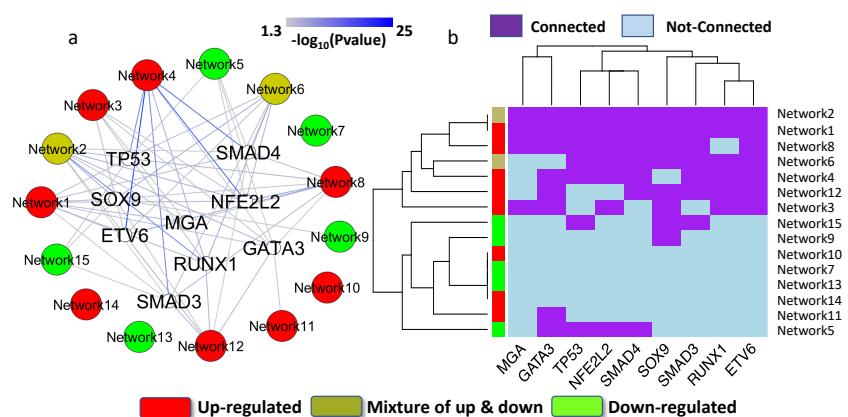 1.3
25
-log10(Pvalue)
a
b
Connected
Not-Connected
Network5
Network4
Network6
Network3
Network7
Network2
TP53
SMAD4
Network8
SOX9
NFE2L2
Network1
MGA
ETV6
Network9
GATA3
Network15
RUNX1
Network10
SMAD3
Network14
Network11
Network13
Network12
Network2
Network1
Network8
Network6
Network4
Network12
Network3
Network15
Network9
Network10
Network7
Network13
Network14
Network11
Network5
MGA
GATA3
TP53
NFE2L2
SMAD4
SOX9
SMAD3
RUNX1
ETV6
Up-regulated
Mixture of up & down
Down-regulated